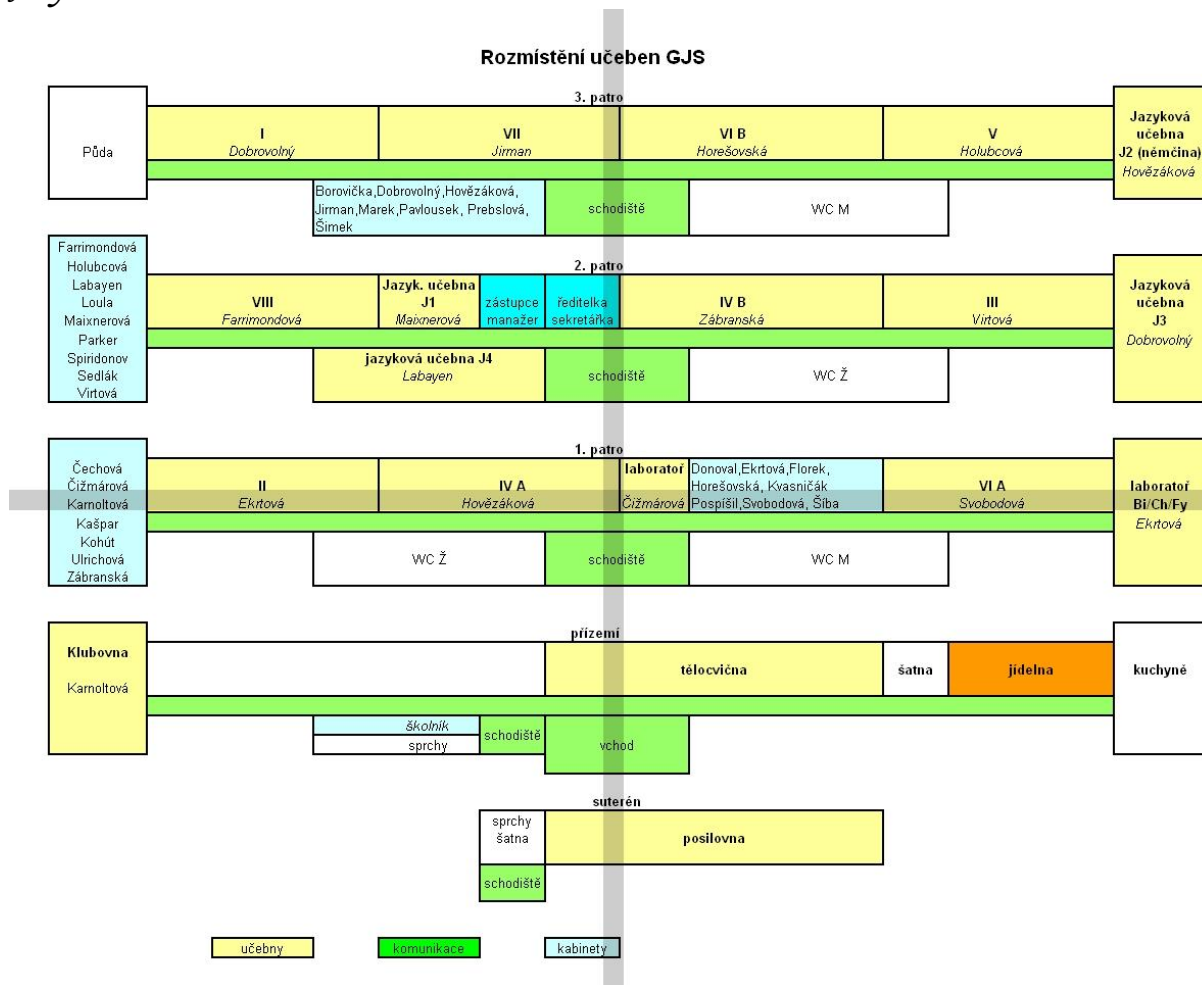 Rozmístění učeben GJS
3. patro
Půda
I
Dobrovolný
VII
Jirman
VI B
Horešovská
V
Holubcová
Jazyková
učebna
J2 (němčina)
Hovězáková
Borovička,Dobrovolný,Hovězáková,
Jirman,Marek,Pavlousek, Prebslová,
Šimek
schodiště
WC M
2. patro
Farrimondová
Holubcová
Labayen
Loula
Maixnerová
Parker
Spiridonov
Sedlák
Virtová
VIII
Farrimondová
Jazyk. učebna
J1
Maixnerová
zástupce
manažer
ředitelka
sekretářka
IV B
Zábranská
III
Virtová
Jazyková
učebna
J3
Dobrovolný
jazyková učebna J4
Labayen
schodiště
WC Ž
1. patro
Čechová
Čižmárová
Karnoltová
Kašpar
Kohút
Ulrichová
Zábranská
II
Ekrtová
IV A
Hovězáková
laboratoř
Čižmárová
Donoval,Ekrtová,Florek,
Horešovská, Kvasničák
Pospíšil,Svobodová, Šíba
VI A
Svobodová
laboratoř
Bi/Ch/Fy
Ekrtová
WC Ž
schodiště
WC M
přízemí
Klubovna
Karnoltová
tělocvična
šatna
jídelna
kuchyně
školník
sprchy
schodiště
vchod
suterén
sprchy
šatna
posilovna
schodiště
učebny
komunikace
kabinety